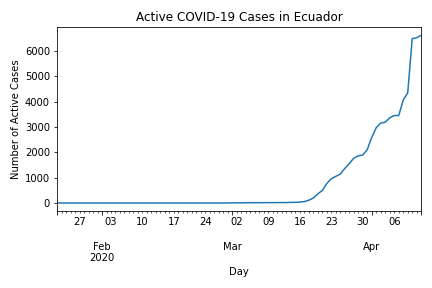 Active COVID-19 Cases in Ecuador
Number of Active Cases
6000
5000
4000
3000
2000
1000
0
27 03 10 17 24 02 09 16 23 30 06
Feb Mar Apr
2020
Day